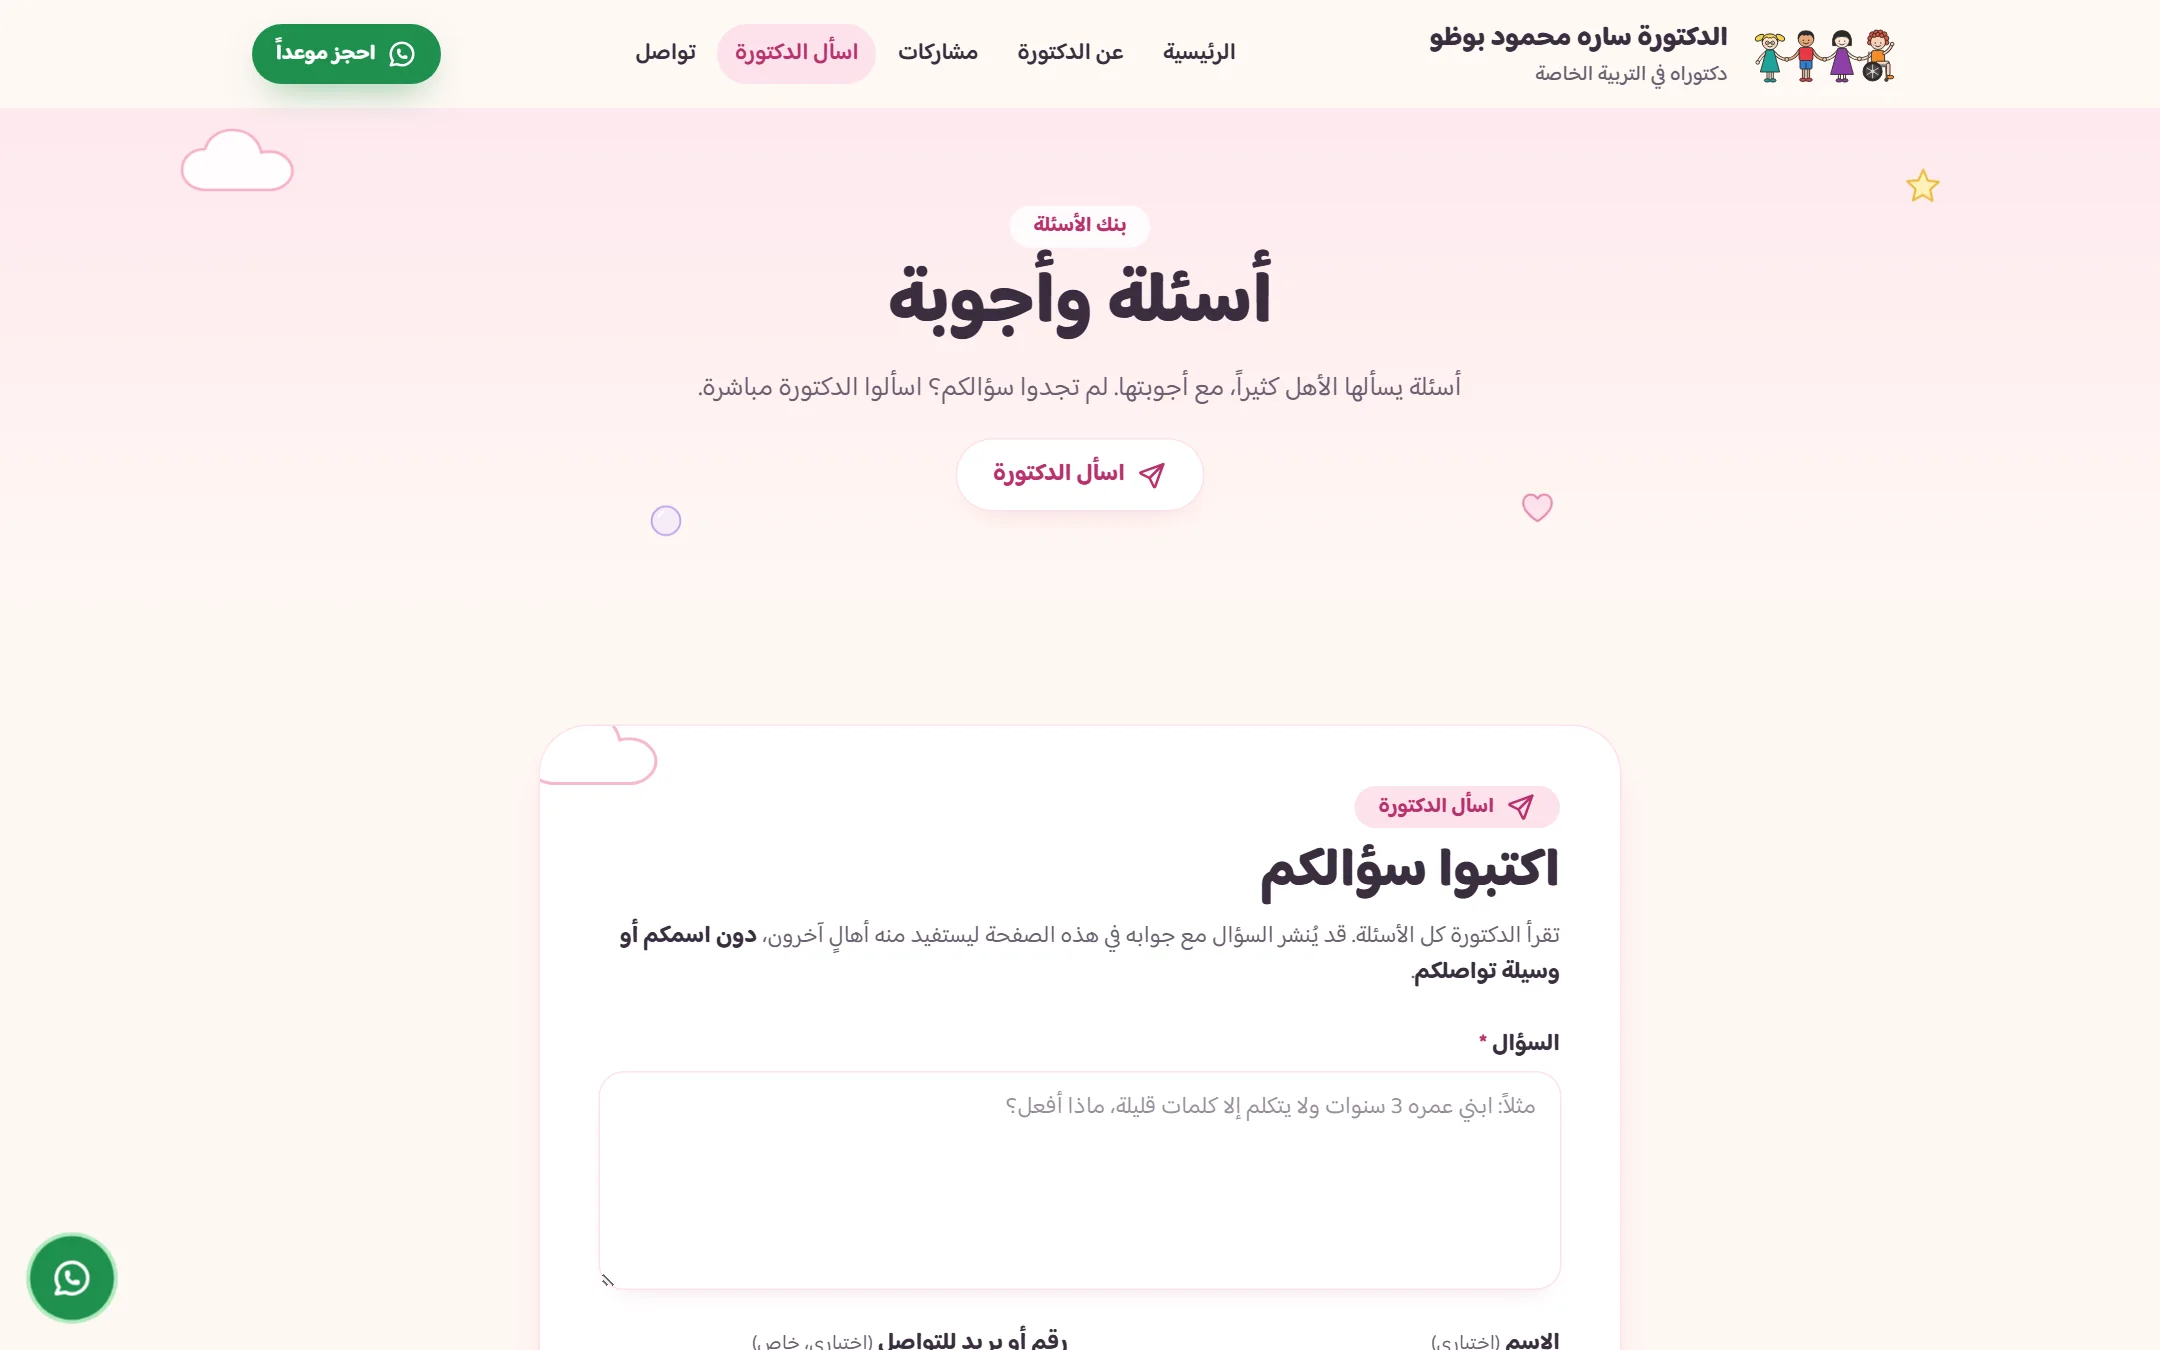 الدكتورة ساره محمود بوظو
دكتوراه في التربية الخاصة
الرئيسية
عن الدكتورة
مشاركات
اسأل الدكتورة
تواصل
احجز موعداً
بنك الأسئلة
أسئلة وأجوبة
أسئلة يسألها الأهل كثيراً، مع أجوبتها. لم تجدوا سؤالكم؟ اسألوا الدكتورة مباشرة.
اسأل الدكتورة
اسأل الدكتورة
اكتبوا سؤالكم
تقرأ الدكتورة كل الأسئلة. قد يُنشر السؤال مع جوابه في هذه الصفحة ليستفيد منه أهالٍ آخرون، دون اسمكم أو
وسيلة تواصلكم.
السؤال *
مثلاً: ابني عمره 3 سنوات ولا يتكلم إلا كلمات قليلة، ماذا أفعل؟
الاسم (اختياري)
رقم أو بريد للتواصل (اختياري، خاص)